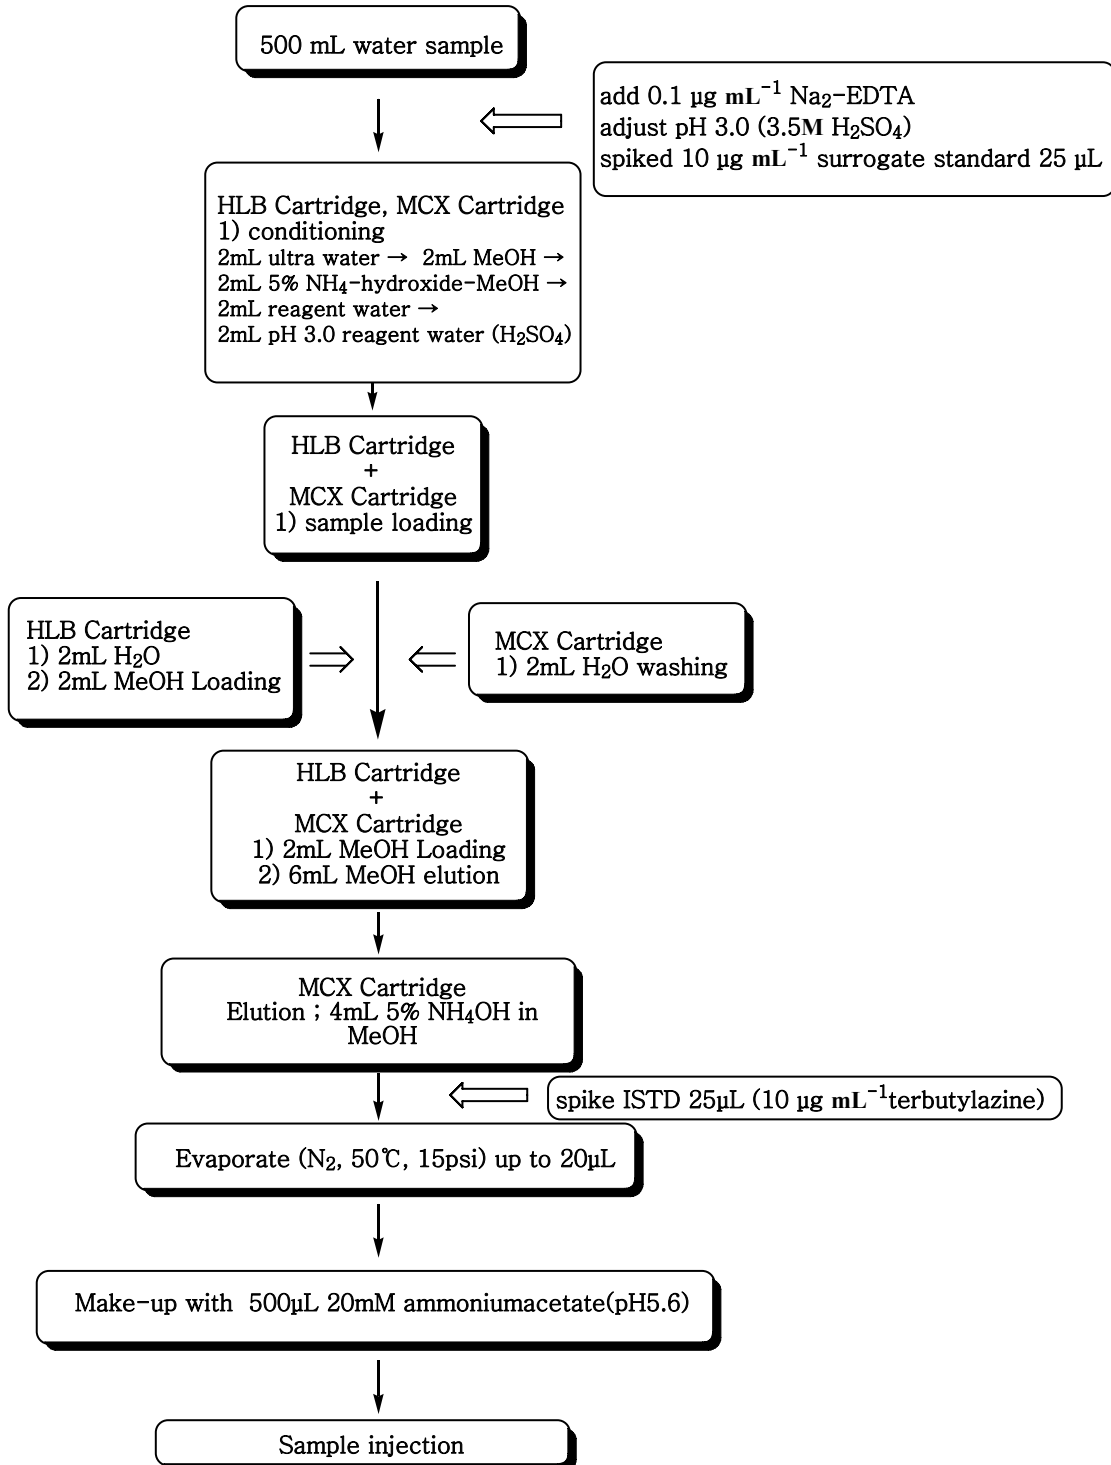 500 mL water sample
add 0.1 µg mL⁻¹ Na₂-EDTA
adjust pH 3.0 (3.5M H₂SO₄)
spiked 10 µg mL⁻¹ surrogate standard 25 µL
HLB Cartridge, MCX Cartridge
1) conditioning
2mL ultra water → 2mL MeOH →
2mL 5% NH₄-hydroxide-MeOH →
2mL reagent water →
2mL pH 3.0 reagent water (H₂SO₄)
HLB Cartridge
+
MCX Cartridge
1) sample loading
HLB Cartridge
1) 2mL H₂O
2) 2mL MeOH Loading
MCX Cartridge
1) 2mL H₂O washing
HLB Cartridge
+
MCX Cartridge
1) 2mL MeOH Loading
2) 6mL MeOH elution
MCX Cartridge
Elution ; 4mL 5% NH₄OH in
MeOH
spike ISTD 25µL (10 µg mL⁻¹terbutylazine)
Evaporate (N₂, 50℃, 15psi) up to 20µL
Make-up with 500µL 20mM ammoniumacetate(pH5.6)
Sample injection